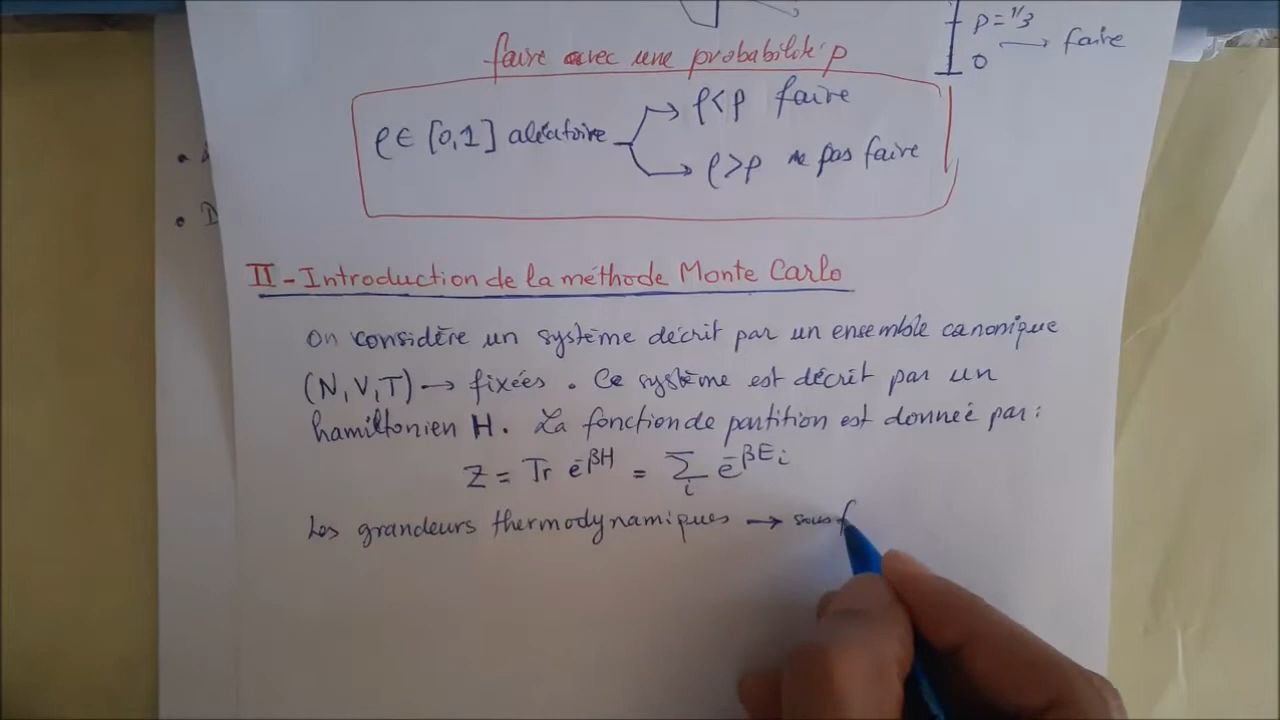 p = 1/3
0 → faire
faire avec une probabilité p
ρ ∈ [0,1] aléatoire → ρ<p faire
→ ρ>p ne pas faire
II - Introduction de la méthode Monte Carlo
On considère un système décrit par un ensemble canonique
(N,V,T) → fixées. Ce système est décrit par un
hamiltonien H. La fonction de partition est donneé par :
Z = Tr e^-βH = Σ_i e^-βE_i
Les grandeurs thermodynamiques → sous f